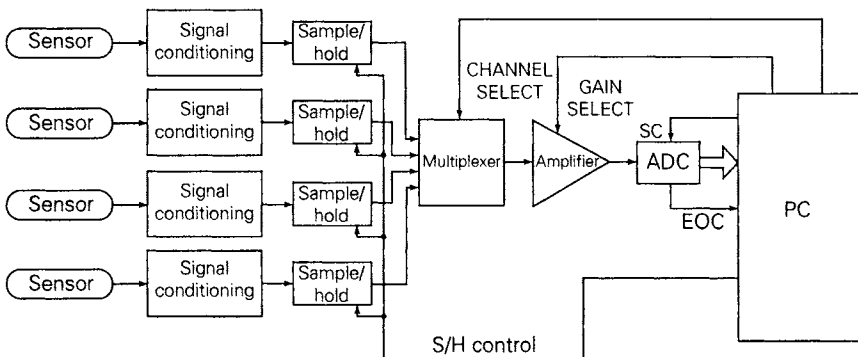 Sensor
Signal
conditioning
Sample/
hold
Sensor
Signal
conditioning
Sample/
hold
Sensor
Signal
conditioning
Sample/
hold
Sensor
Signal
conditioning
Sample/
hold
CHANNEL
SELECT
GAIN
SELECT
Multiplexer
Amplifier
SC
ADC
EOC
PC
S/H control